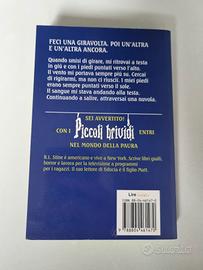 FECI UNA GIRAVOLTA. POI UN'ALTRA
E UN'ALTRA ANCORA.
Quando smisi di girare, mi ritrovai a testa
in giù e con i piedi puntati verso l'alto.
Il vento mi portava sempre più su. Cercai
di rigirarmi, ma non ci riuscii. I miei piedi
erano sempre puntati verso il sole.
Il sangue mi stava andando alla testa.
Continuando a salire, attraversai una nuvola.
SEI AVVERTITO!
CON I Piccoli brividi ENTRI
NEL MONDO DELLA PAURA
R.L. Stine è americano e vive a New York. Scrive libri gialli,
horror e lavora per la televisione a programmi
per i ragazzi. Il suo lettore di fiducia è il figlio Matt.
Lire